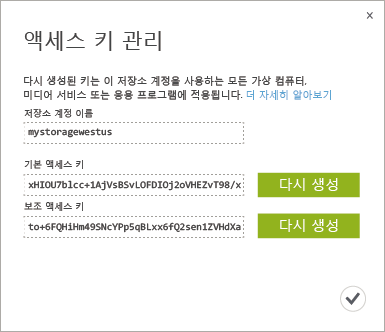 액세스 키 관리
다시 생성된 키는 이 저장소 계정을 사용하는 모든 가상 컴퓨터,
미디어 서비스 또는 응용 프로그램에 적용됩니다. 더 자세히 알아보기
저장소 계정 이름
mystoragewestus
기본 액세스 키
xHIOU7blcc+1AjVsBSvLOFDIOj2oVHEZvT98/x 다시 생성
보조 액세스 키
to+6FQHiHm49SNcYPp5qBLxx6fQ2sen1ZVHdXa 다시 생성